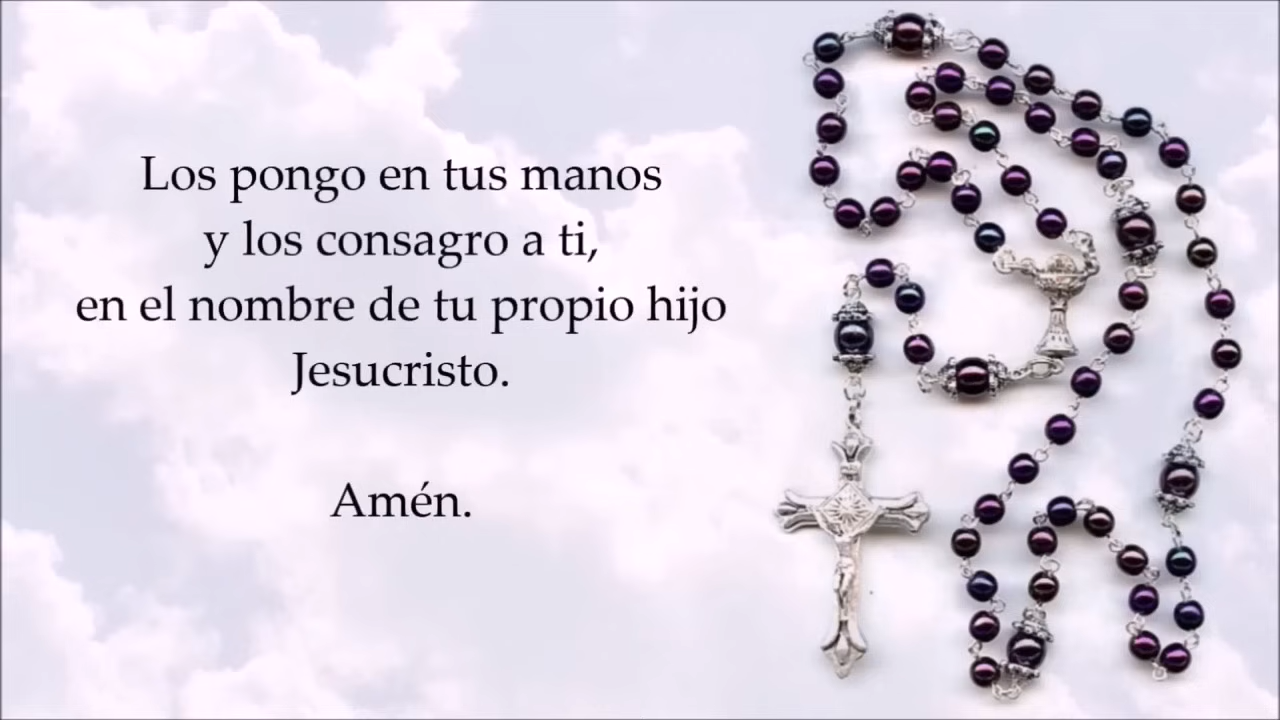 Los pongo en tus manos
y los consagro a ti,
en el nombre de tu propio hijo
Jesucristo.
Amén.